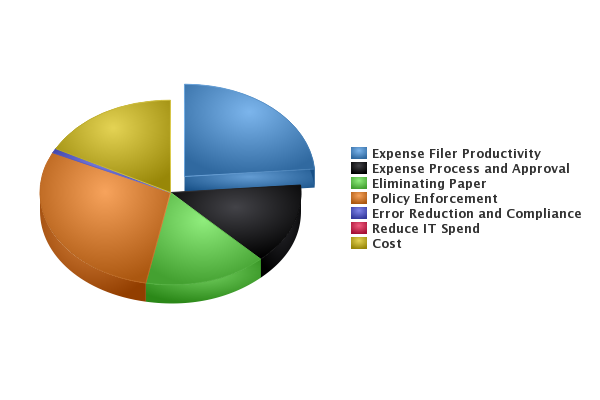 Expense Filer Productivity
Expense Process and Approval
Eliminating Paper
Policy Enforcement
Error Reduction and Compliance
Reduce IT Spend
Cost